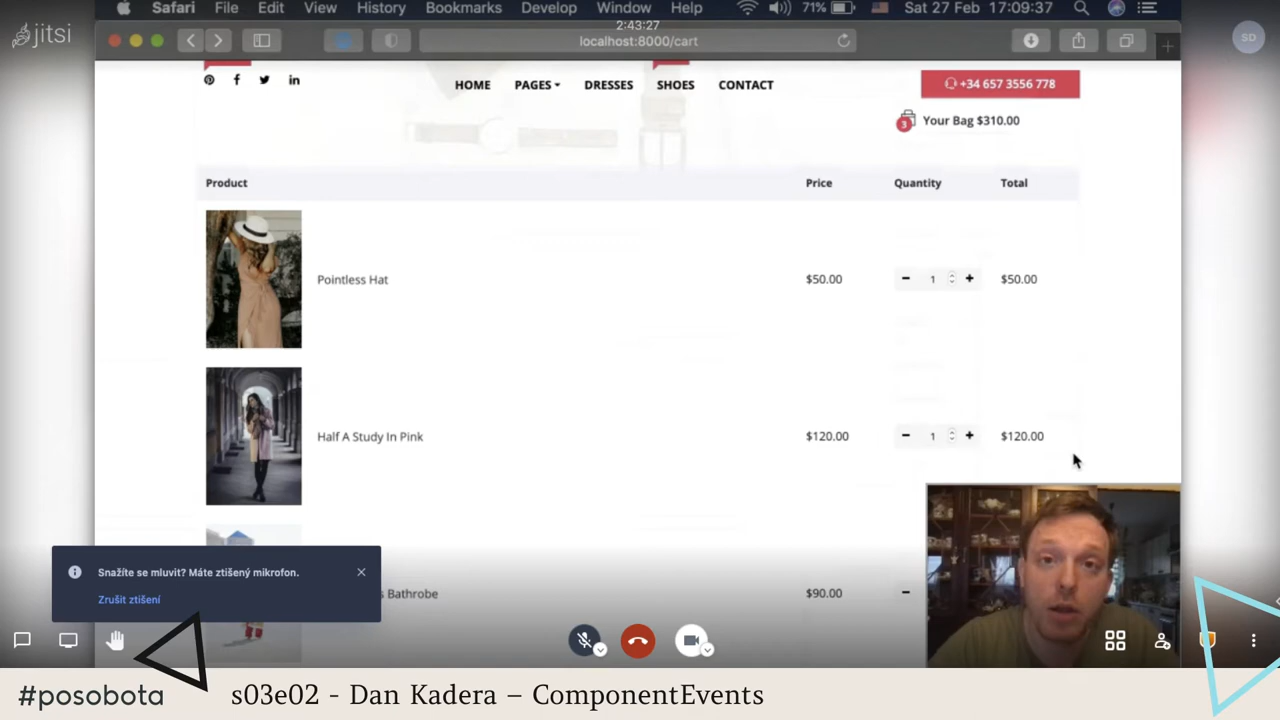 Safari File Edit View History Bookmarks Develop Window Help 71% Sat 27 Feb 17:09:37
jitsi
2:43:27
localhost:8000/cart
SD
HOME PAGES DRESSES SHOES CONTACT
+34 657 3556 778
3 Your Bag $310.00
Product Price Quantity Total
Pointless Hat $50.00 − 1 + $50.00
Half A Study In Pink $120.00 − 1 + $120.00
s Bathrobe $90.00 −
Snažíte se mluvit? Máte ztišený mikrofon.
Zrušit ztišení
#posobota s03e02 - Dan Kadera – ComponentEvents